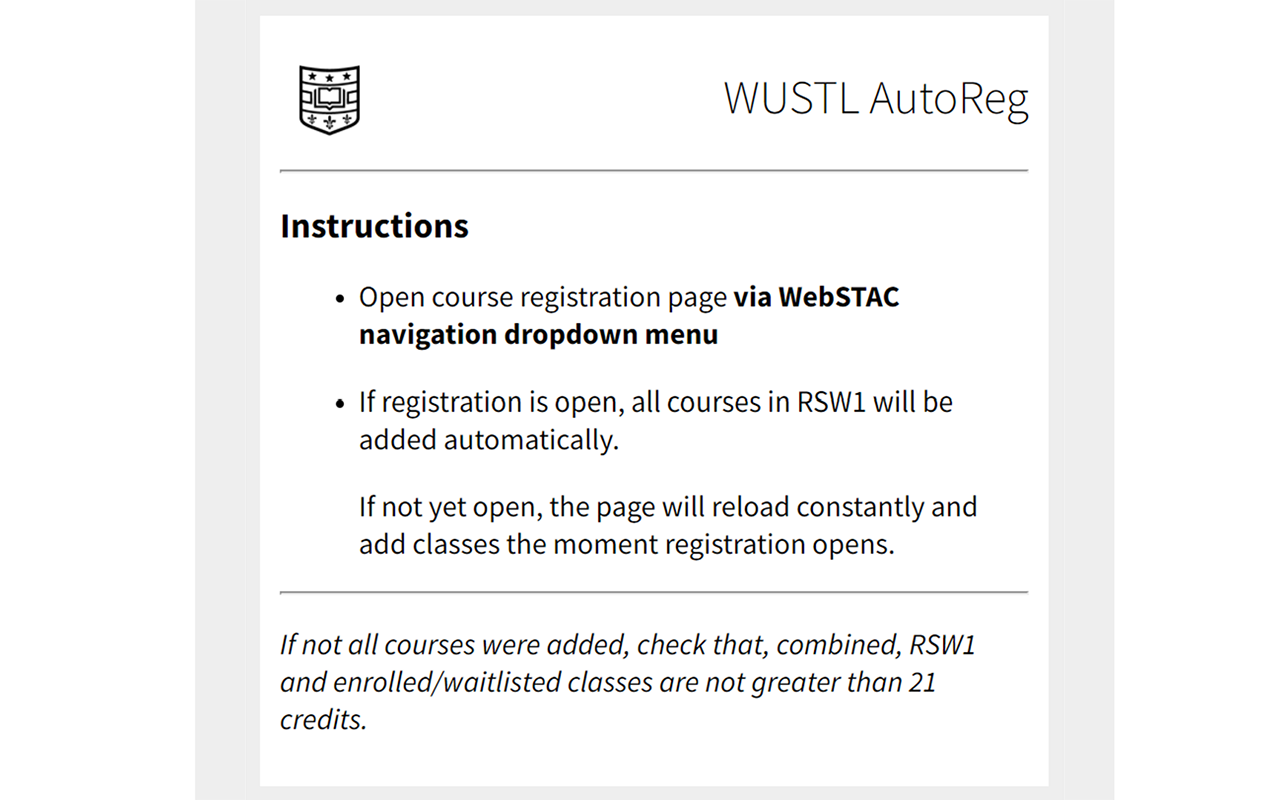 WUSTL AutoReg
Instructions
• Open course registration page via WebSTAC
navigation dropdown menu
• If registration is open, all courses in RSW1 will be
added automatically.
If not yet open, the page will reload constantly and
add classes the moment registration opens.
If not all courses were added, check that, combined, RSW1
and enrolled/waitlisted classes are not greater than 21
credits.